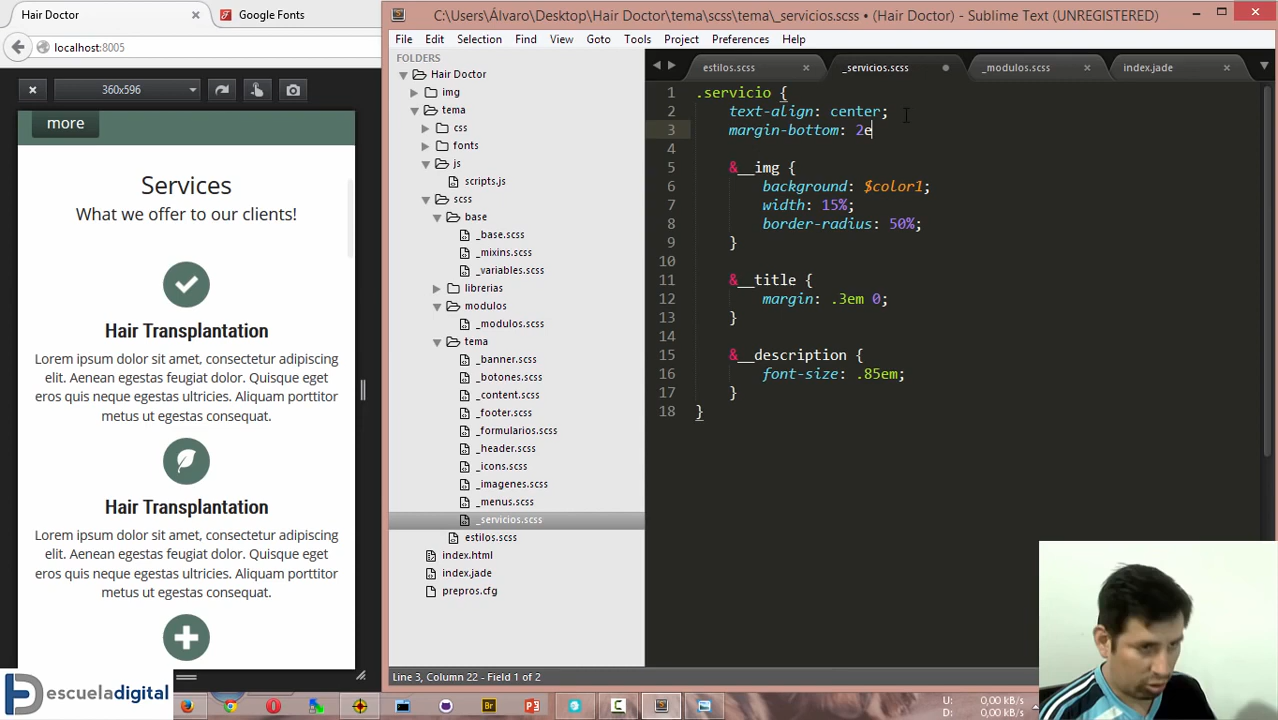 Hair Doctor
Google Fonts
localhost:8005
360x596
more
Services
What we offer to our clients!
Hair Transplantation
Lorem ipsum dolor sit amet, consectetur adipiscing
elit. Aenean egestas feugiat dolor. Quisque eget
eros quis neque egestas ultricies. Aliquam porttitor
metus ut egestas consequat.
Hair Transplantation
Lorem ipsum dolor sit amet, consectetur adipiscing
elit. Aenean egestas feugiat dolor. Quisque eget
eros quis neque egestas ultricies. Aliquam porttitor
metus ut egestas consequat.
escueladigital
C:\Users\Álvaro\Desktop\Hair Doctor\tema\scss\tema\_servicios.scss • (Hair Doctor) - Sublime Text (UNREGISTERED)
File Edit Selection Find View Goto Tools Project Preferences Help
FOLDERS
Hair Doctor
img
tema
css
fonts
js
scripts.js
scss
base
_base.scss
_mixins.scss
_variables.scss
librerias
modulos
_modulos.scss
tema
_banner.scss
_botones.scss
_content.scss
_footer.scss
_formularios.scss
_header.scss
_icons.scss
_imagenes.scss
_menus.scss
_servicios.scss
estilos.scss
index.html
index.jade
prepros.cfg
estilos.scss
_servicios.scss
_modulos.scss
index.jade
1 .servicio {
2 text-align: center;
3 margin-bottom: 2e
4
5 &__img {
6 background: $color1;
7 width: 15%;
8 border-radius: 50%;
9 }
10
11 &__title {
12 margin: .3em 0;
13 }
14
15 &__description {
16 font-size: .85em;
17 }
18 }
Line 3, Column 22 - Field 1 of 2
Br
U: 0,00 kB/s
D: 0,00 kB/s